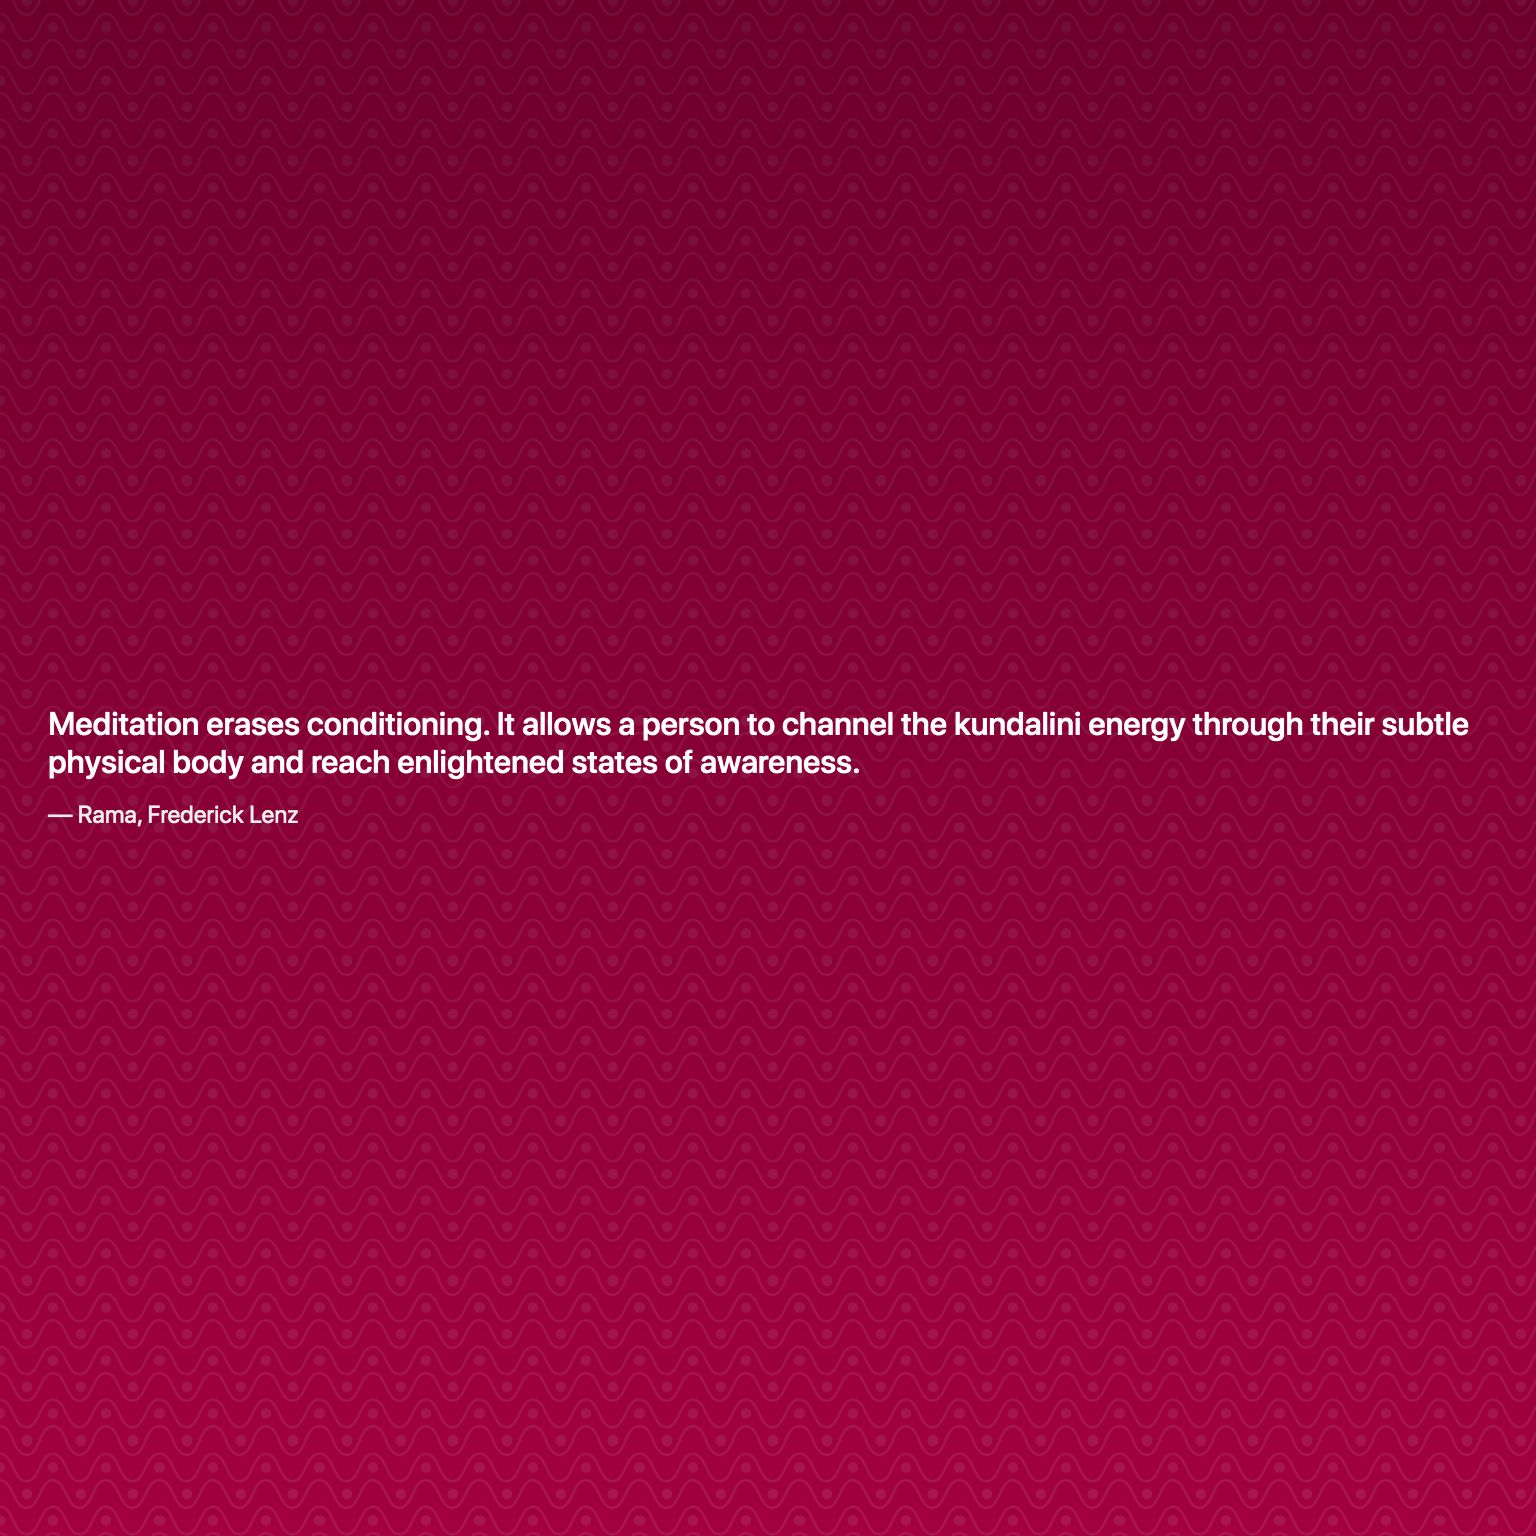 Meditation erases conditioning. It allows a person to channel the kundalini energy through their subtle
physical body and reach enlightened states of awareness.
— Rama, Frederick Lenz